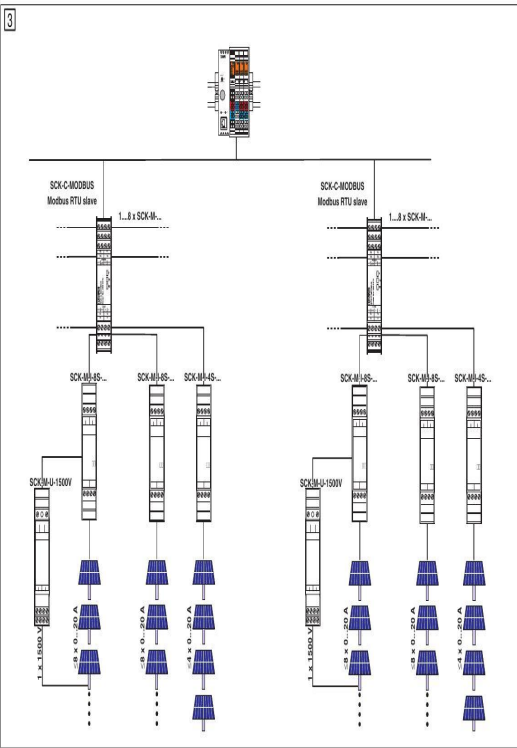 3
SCK-C-MODBUS
Modbus RTU slave
1....8 x SCK-M-...
SCK-C-MODBUS
Modbus RTU slave
1....8 x SCK-M-...
SCK-M-I-8S-...
SCK-M-I-8S-...
SCK-M-I-4S-...
SCK-M-I-8S-...
SCK-M-I-8S-...
SCK-M-I-4S-...
SCK-M-U-1500V
SCK-M-U-1500V
1 x 1500 V
≤8 x 0...20 A
≤8 x 0...20 A
≤4 x 0...20 A
1 x 1500 V
≤8 x 0...20 A
≤8 x 0...20 A
≤4 x 0...20 A